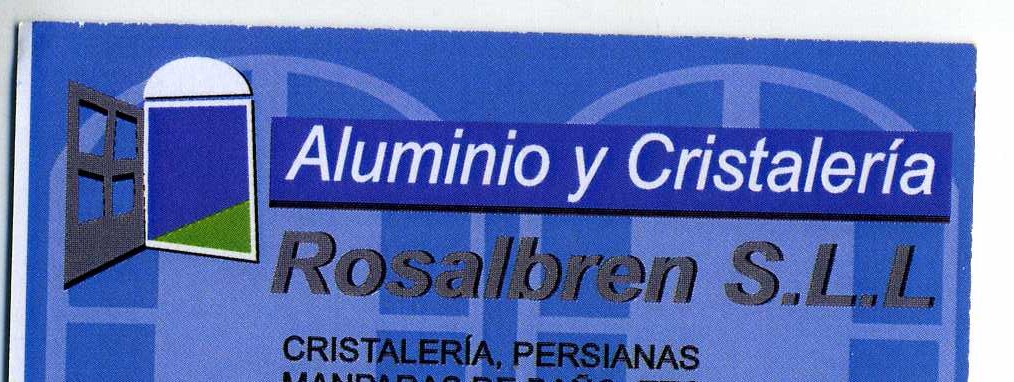 Aluminio y Cristalería
Rosalbren S.L.L
CRISTALERÍA, PERSIANAS